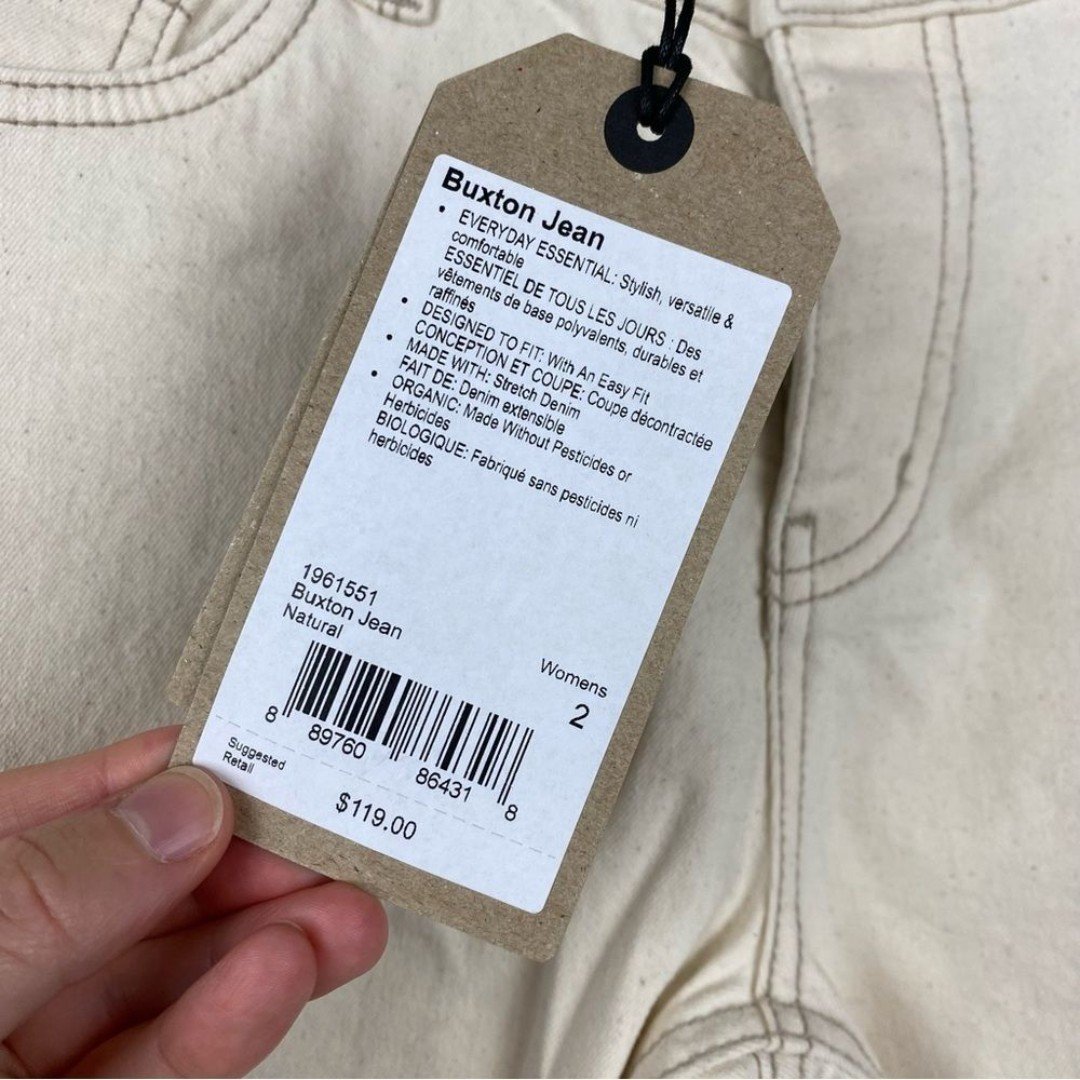 Buxton Jean
• EVERYDAY ESSENTIAL: Stylish, versatile &
comfortable
ESSENTIEL DE TOUS LES JOURS : Des
vêtements de base polyvalents, durables et
raffinés
• DESIGNED TO FIT: With An Easy Fit
CONCEPTION ET COUPE: Coupe décontractée
• MADE WITH: Stretch Denim
FAIT DE: Denim extensible
• ORGANIC: Made Without Pesticides or
Herbicides
BIOLOGIQUE: Fabriqué sans pesticides ni
herbicides
1961551
Buxton Jean
Natural
Womens
2
8 89760 86431 8
Suggested
Retail
$119.00